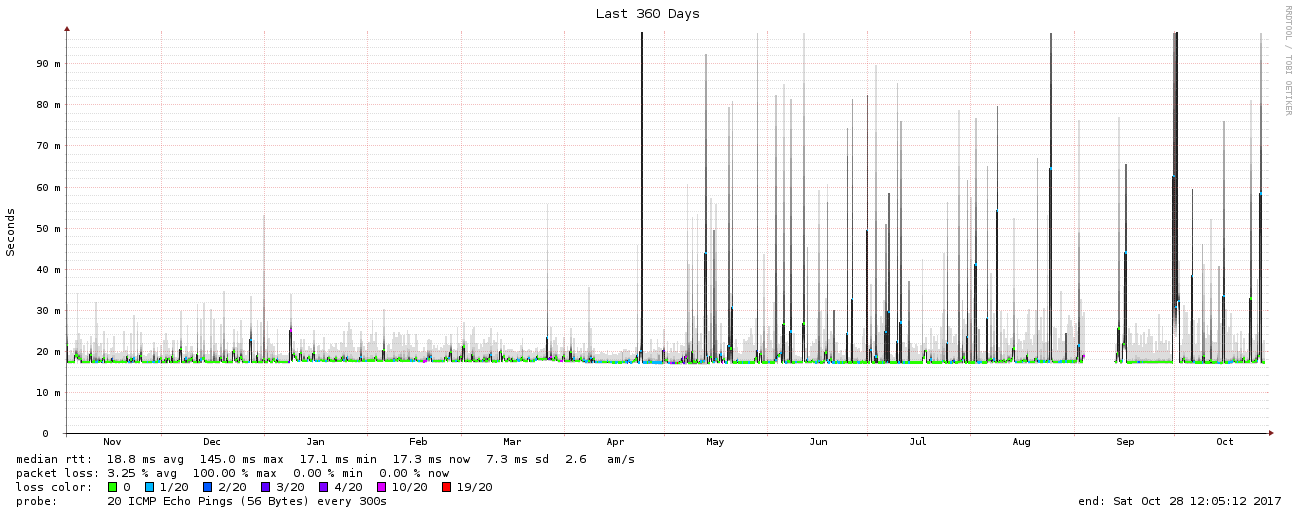 Last 360 Days
RRDTOOL / TOBI OETIKER
Seconds
90 m
80 m
70 m
60 m
50 m
40 m
30 m
20 m
10 m
0
Nov Dec Jan Feb Mar Apr May Jun Jul Aug Sep Oct
median rtt: 18.8 ms avg 145.0 ms max 17.1 ms min 17.3 ms now 7.3 ms sd 2.6 am/s
packet loss: 3.25 % avg 100.00 % max 0.00 % min 0.00 % now
loss color: 0 1/20 2/20 3/20 4/20 10/20 19/20
probe: 20 ICMP Echo Pings (56 Bytes) every 300s end: Sat Oct 28 12:05:12 2017